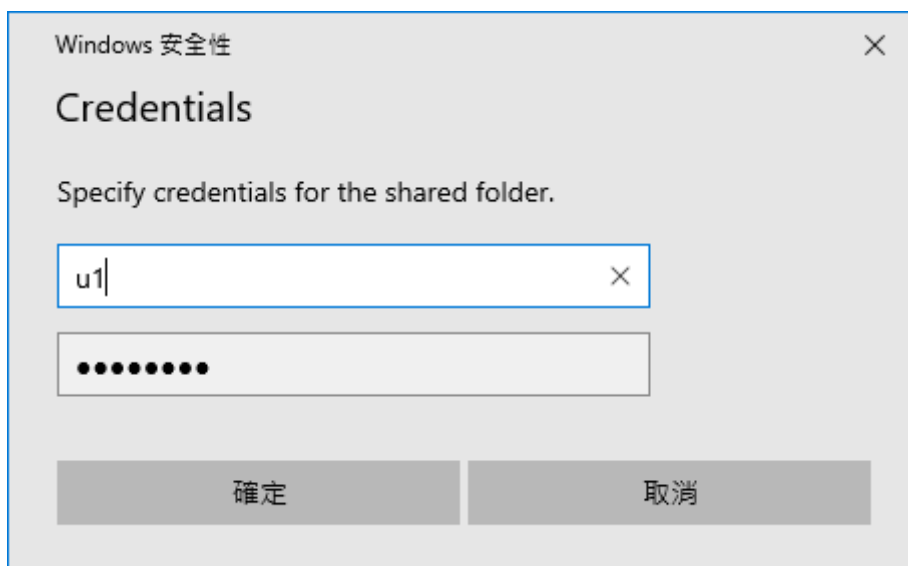 Windows 安全性
Credentials
Specify credentials for the shared folder.
u1
••••••••
確定
取消